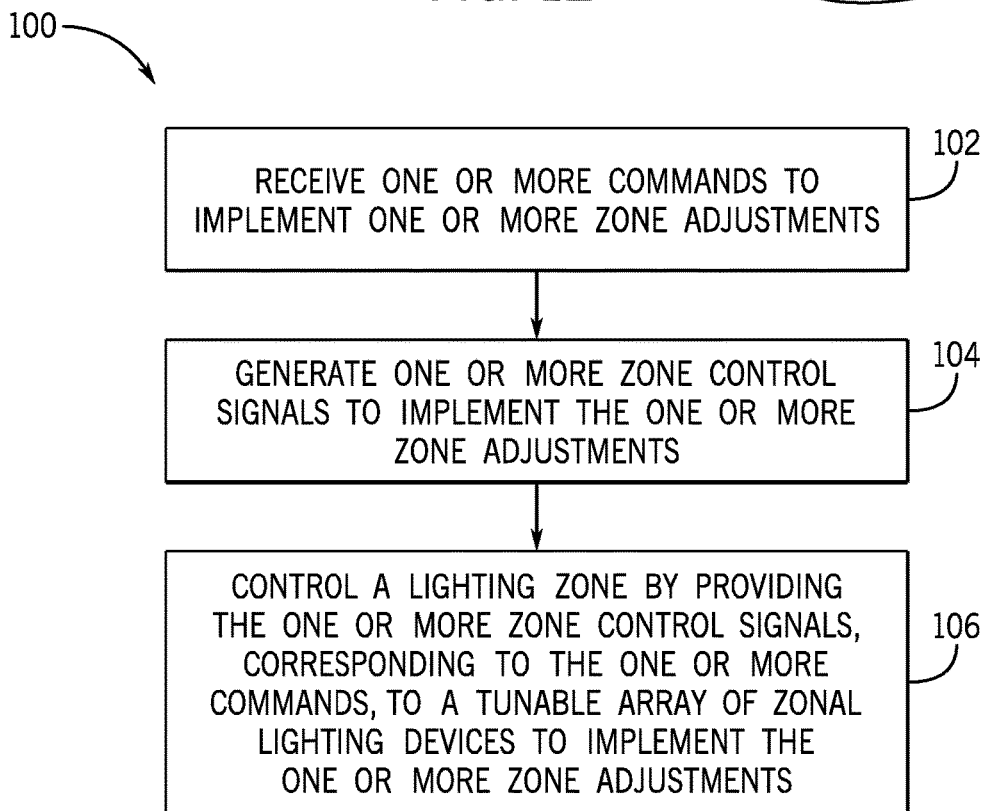 100
102
RECEIVE ONE OR MORE COMMANDS TO
IMPLEMENT ONE OR MORE ZONE ADJUSTMENTS
104
GENERATE ONE OR MORE ZONE CONTROL
SIGNALS TO IMPLEMENT THE ONE OR MORE
ZONE ADJUSTMENTS
106
CONTROL A LIGHTING ZONE BY PROVIDING
THE ONE OR MORE ZONE CONTROL SIGNALS,
CORRESPONDING TO THE ONE OR MORE
COMMANDS, TO A TUNABLE ARRAY OF ZONAL
LIGHTING DEVICES TO IMPLEMENT THE
ONE OR MORE ZONE ADJUSTMENTS